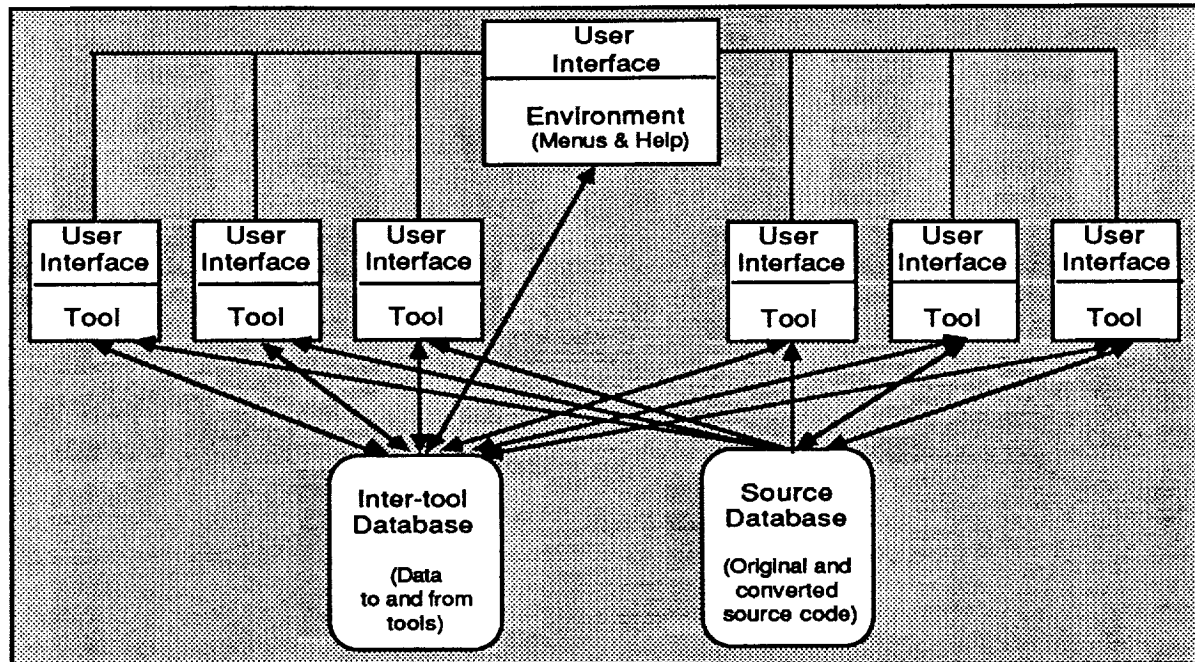 User
Interface
Environment
(Menus & Help)
User
Interface
Tool
User
Interface
Tool
User
Interface
Tool
User
Interface
Tool
User
Interface
Tool
User
Interface
Tool
Inter-tool
Database
(Data
to and from
tools)
Source
Database
(Original and
converted
source code)